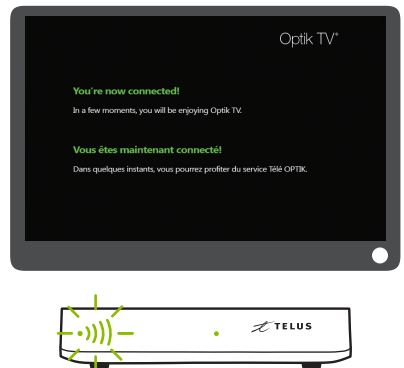 Optik TV®
You're now connected!
In a few moments, you will be enjoying Optik TV.
Vous êtes maintenant connecté!
Dans quelques instants, vous pourrez profiter du service Télé OPTIK.
TELUS